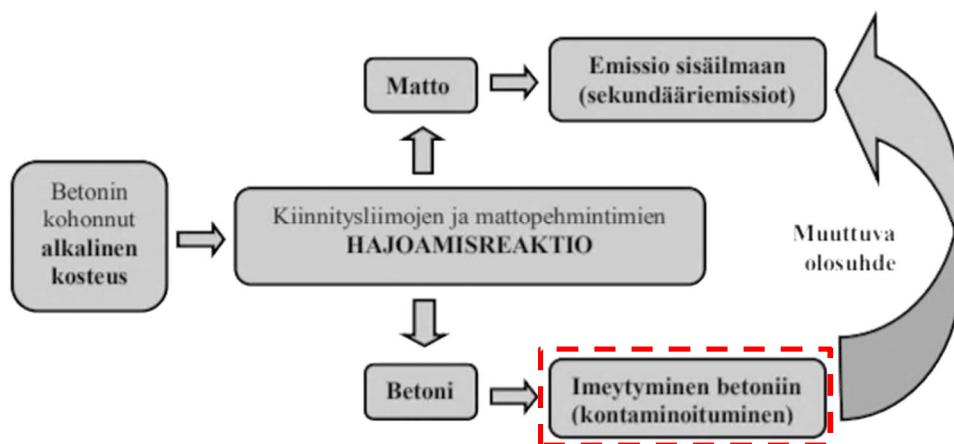 Matto
Emissio sisäilmaan
(sekundääriemissiot)
Betonin
kohonnut
alkalinen
kosteus
Kiinnitysliimojen ja mattopehmintimien
HAJOAMISREAKTIO
Muuttuva
olosuhde
Betoni
Imeytyminen betoniin
(kontaminoituminen)